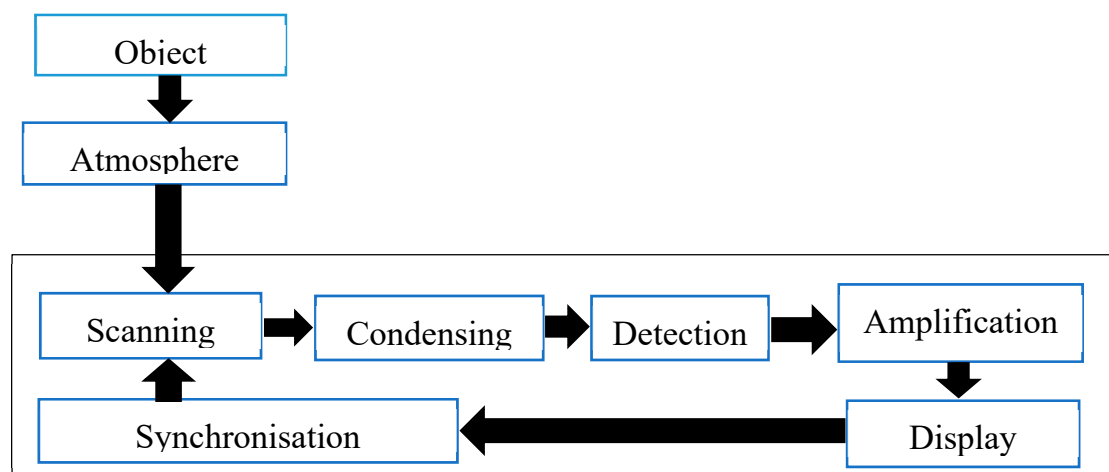 Object
Atmosphere
Scanning
Condensing
Detection
Amplification
Synchronisation
Display